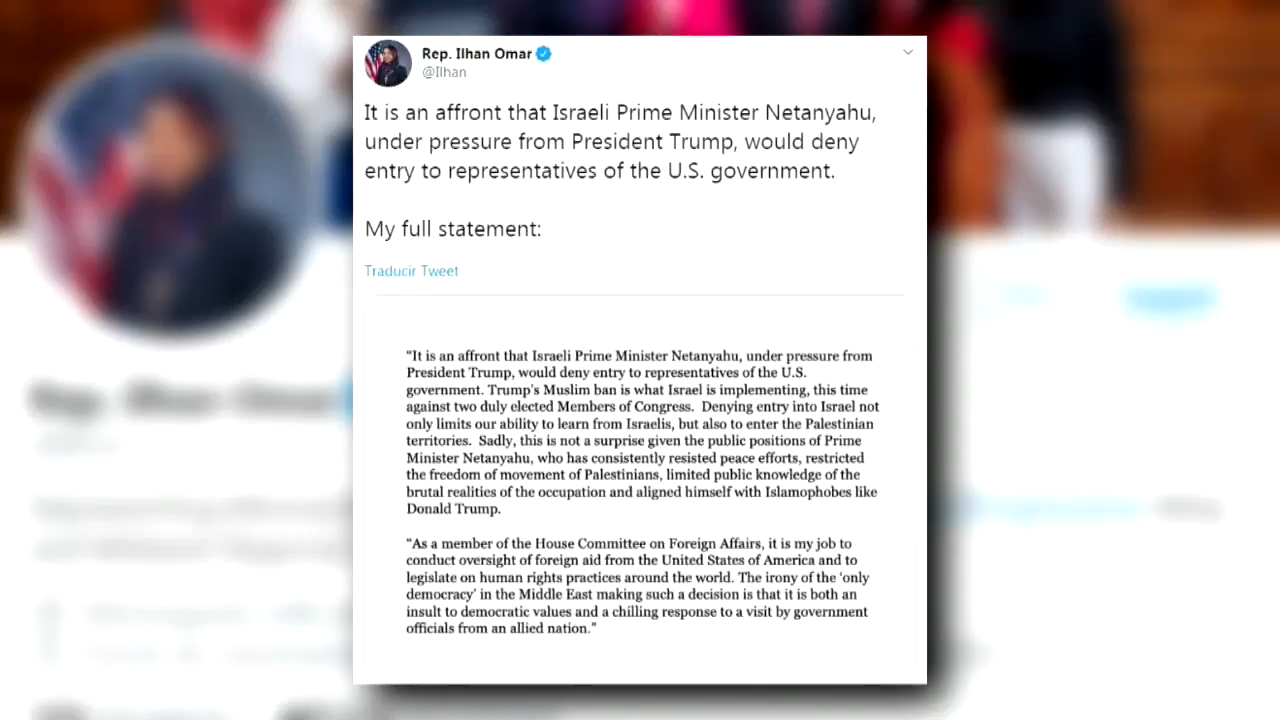 Rep. Ilhan Omar
@Ilhan
It is an affront that Israeli Prime Minister Netanyahu,
under pressure from President Trump, would deny
entry to representatives of the U.S. government.
My full statement:
Traducir Tweet
"It is an affront that Israeli Prime Minister Netanyahu, under pressure from
President Trump, would deny entry to representatives of the U.S.
government. Trump's Muslim ban is what Israel is implementing, this time
against two duly elected Members of Congress.  Denying entry into Israel not
only limits our ability to learn from Israelis, but also to enter the Palestinian
territories.  Sadly, this is not a surprise given the public positions of Prime
Minister Netanyahu, who has consistently resisted peace efforts, restricted
the freedom of movement of Palestinians, limited public knowledge of the
brutal realities of the occupation and aligned himself with Islamophobes like
Donald Trump.
"As a member of the House Committee on Foreign Affairs, it is my job to
conduct oversight of foreign aid from the United States of America and to
legislate on human rights practices around the world. The irony of the 'only
democracy' in the Middle East making such a decision is that it is both an
insult to democratic values and a chilling response to a visit by government
officials from an allied nation."